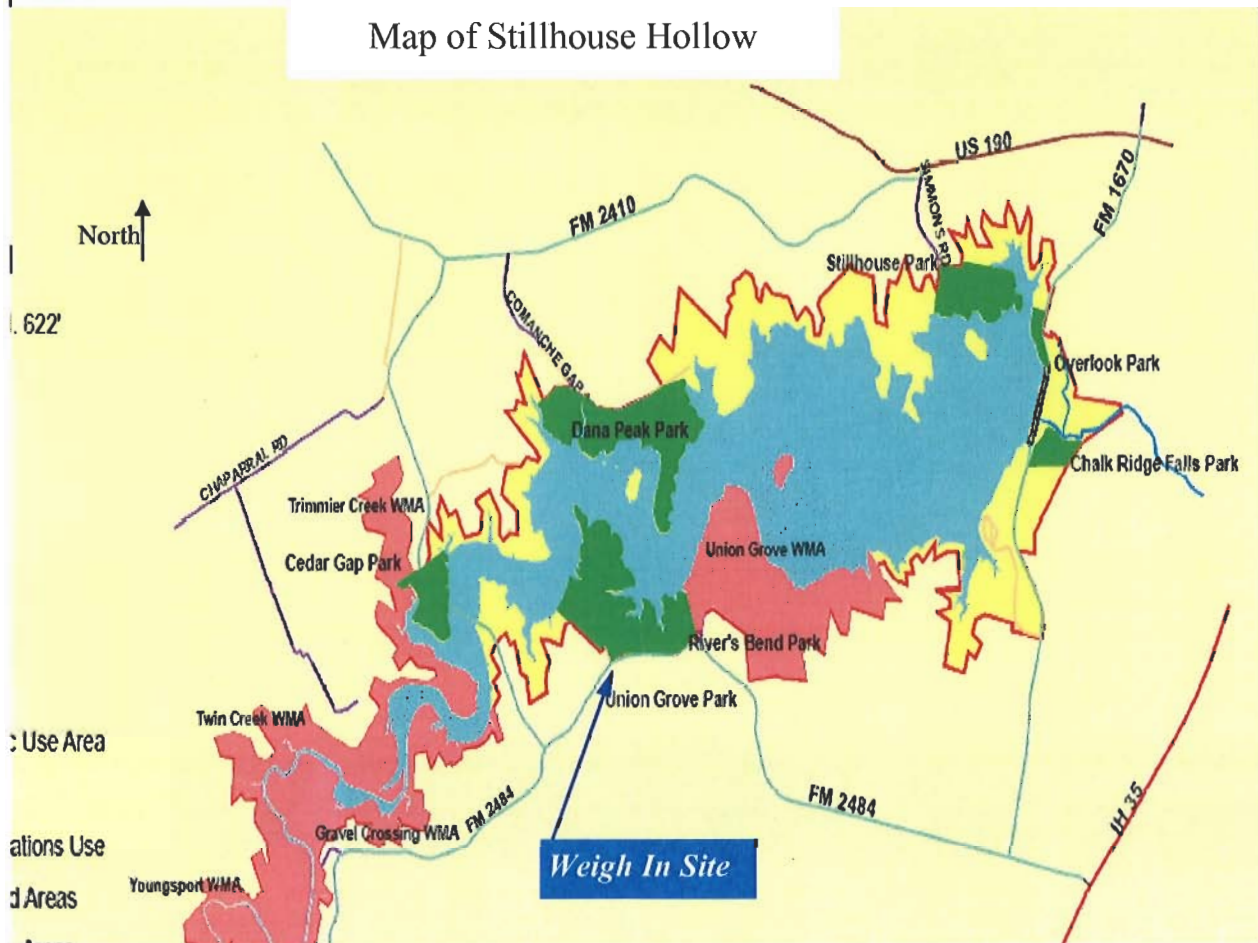 Map of Stillhouse Hollow
US 190
SIMMON'S RD
FM 1670
FM 2410
North
Stillhouse Park
COMANCHE GAP
l. 622'
Overlook Park
Dana Peak Park
CHAPARRAL RD
Chalk Ridge Falls Park
Trimmier Creek WMA
Union Grove WMA
Cedar Gap Park
River's Bend Park
Union Grove Park
Twin Creek WMA
c Use Area
FM 2484
FM 2484
IH 35
Gravel Crossing WMA
ations Use
Weigh In Site
Youngsport WMA
d Areas